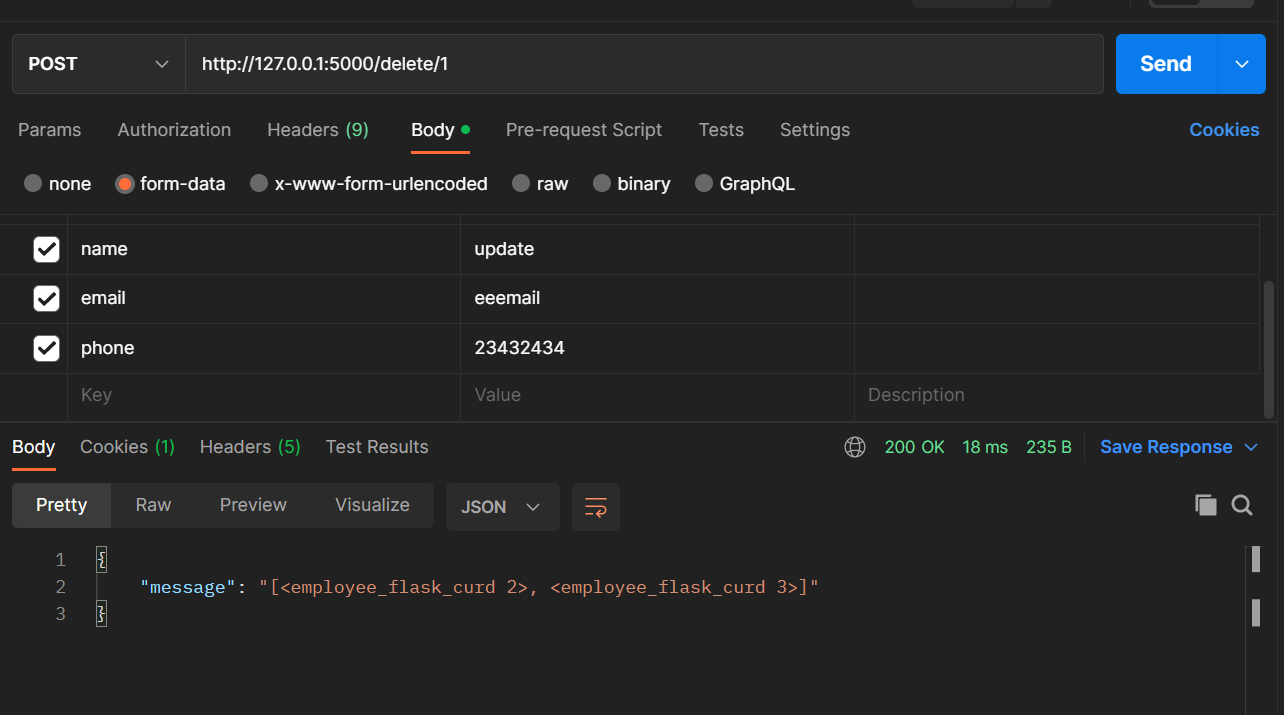 POST http://127.0.0.1:5000/delete/1 Send
Params Authorization Headers (9) Body Pre-request Script Tests Settings Cookies
none form-data x-www-form-urlencoded raw binary GraphQL
name update
email eeemail
phone 23432434
Key Value Description
Body Cookies (1) Headers (5) Test Results 200 OK 18 ms 235 B Save Response
Pretty Raw Preview Visualize JSON
1 {
2 "message": "[<employee_flask_curd 2>, <employee_flask_curd 3>]"
3 }